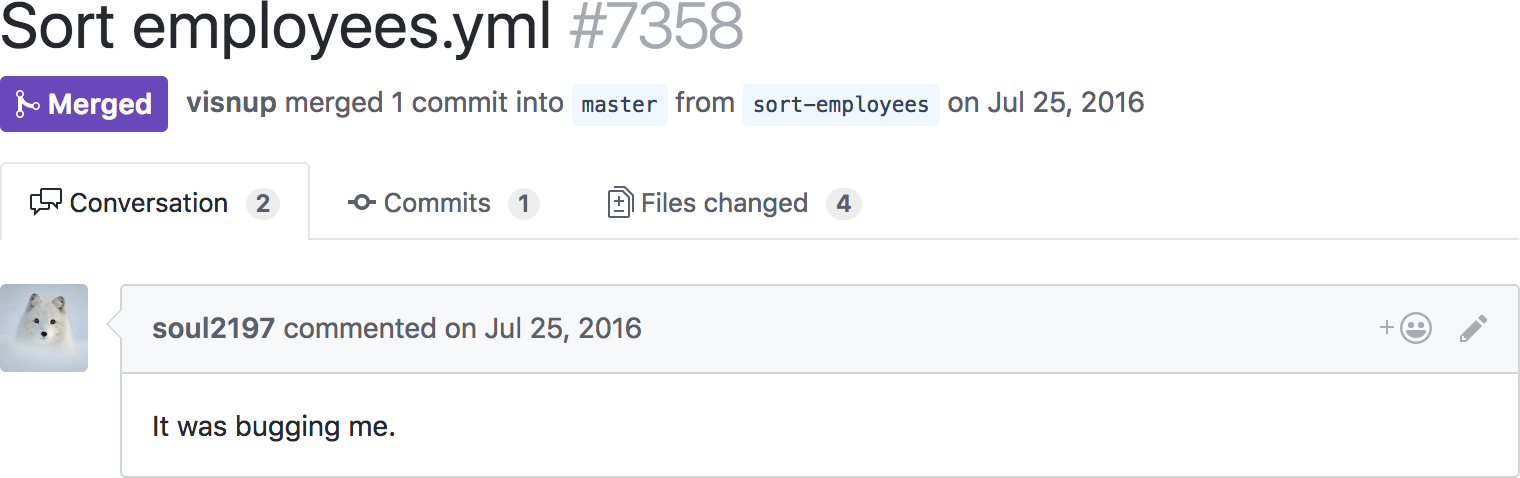 Sort employees.yml #7358
Merged visnup merged 1 commit into master from sort-employees on Jul 25, 2016
Conversation 2 Commits 1 Files changed 4
soul2197 commented on Jul 25, 2016
It was bugging me.